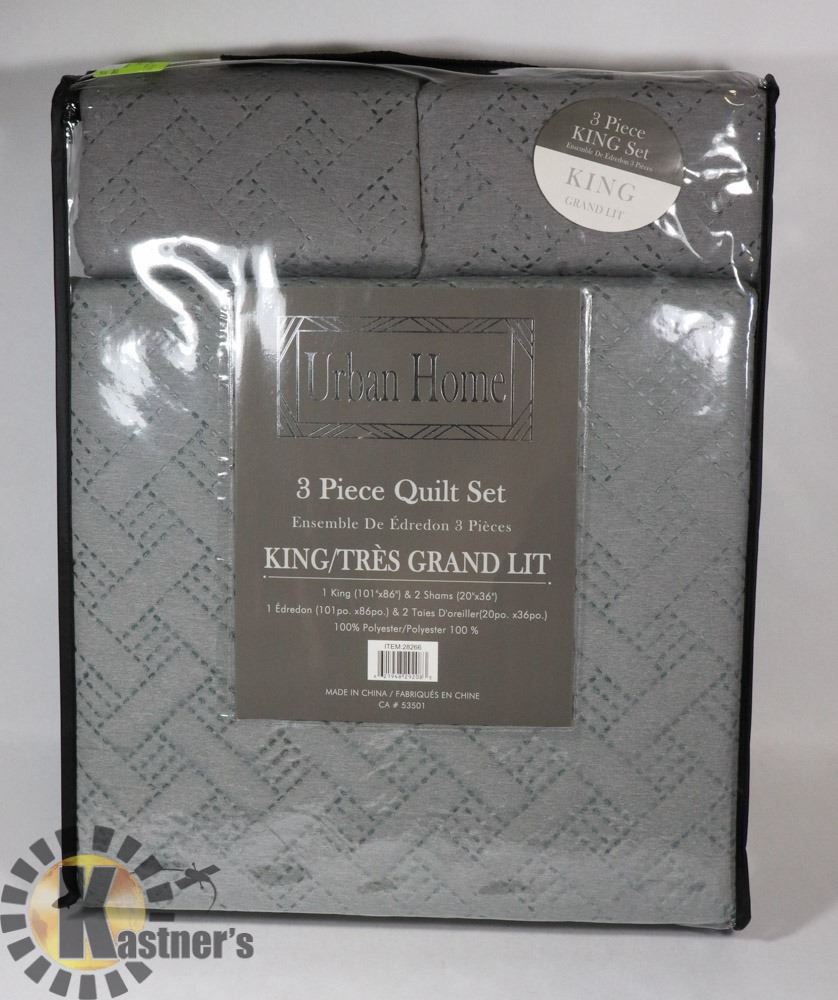 3 Piece
KING Set
Ensemble De Édredon 3 Pièces
KING
GRAND LIT
Urban Home
3 Piece Quilt Set
Ensemble De Édredon 3 Pièces
KING/TRÈS GRAND LIT
1 King (101"x86") & 2 Shams (20"x36")
1 Édredon (101po. x86po.) & 2 Taies D'oreiller(20po. x36po.)
100% Polyester/Polyester 100 %
ITEM:28266
MADE IN CHINA / FABRIQUÉS EN CHINE
CA # 53501
Kastner's